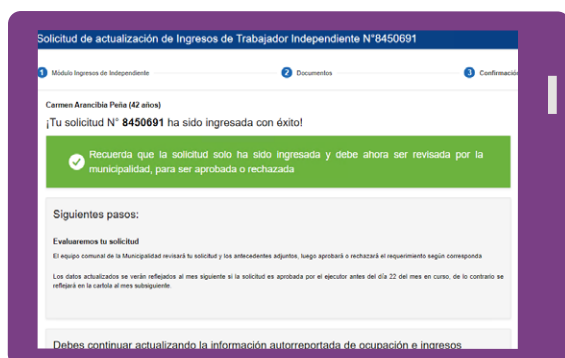 Solicitud de actualización de Ingresos de Trabajador Independiente N°8450691
1 Módulo Ingresos de Independiente 2 Documentos 3 Confirmació
Carmen Arancibia Peña (42 años)
¡Tu solicitud N° 8450691 ha sido ingresada con éxito!
Recuerda que la solicitud solo ha sido ingresada y debe ahora ser revisada por la
municipalidad, para ser aprobada o rechazada
Siguientes pasos:
Evaluaremos tu solicitud
El equipo comunal de la Municipalidad revisará tu solicitud y los antecedentes adjuntos, luego aprobará o rechazará el requerimiento según corresponda
Los datos actualizados se verán reflejados al mes siguiente si la solicitud es aprobada por el ejecutor antes del día 22 del mes en curso, de lo contrario se
reflejará en la cartola al mes subsiguiente.
Debes continuar actualizando la información autorreportada de ocupación e ingresos